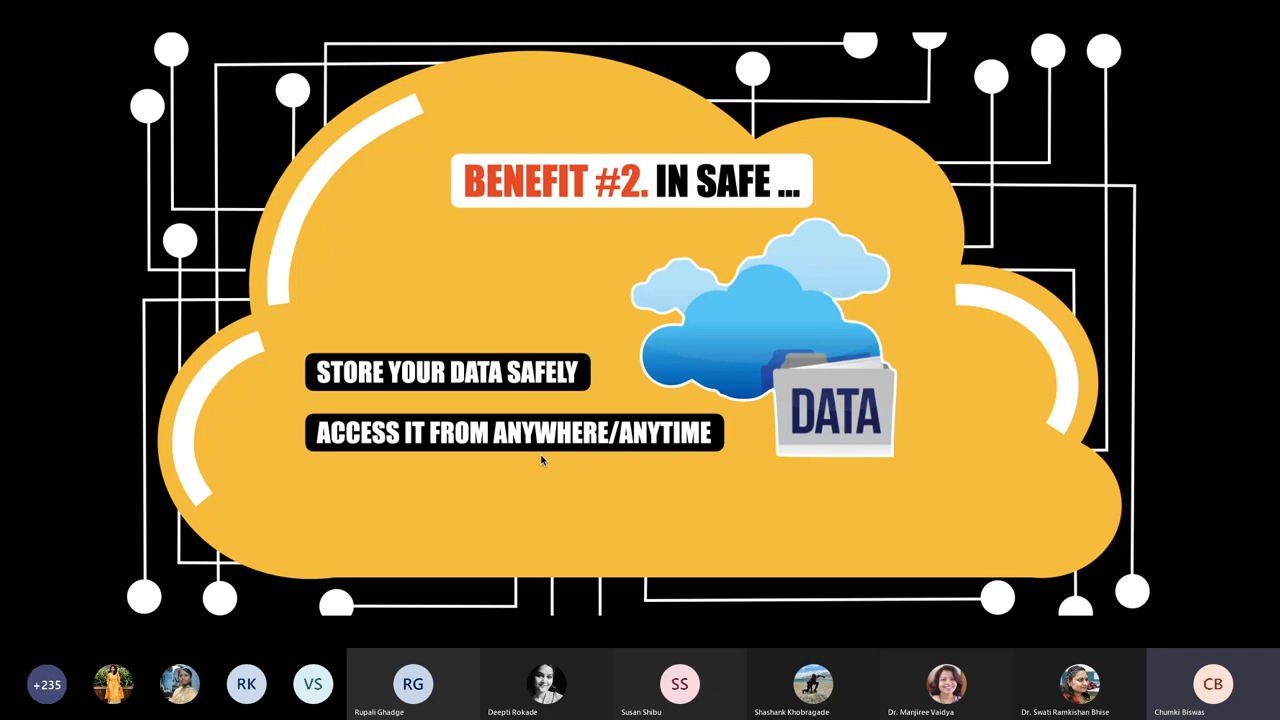 BENEFIT #2. IN SAFE ...
STORE YOUR DATA SAFELY
ACCESS IT FROM ANYWHERE/ANYTIME
DATA
+235
RK
VS
RG
SS
CB
Rupali Ghadge
Deepti Rokade
Susan Shibu
Shashank Khobragade
Dr. Manjiree Vaidya
Dr. Swati Ramkishan Bhise
Chumki Biswas